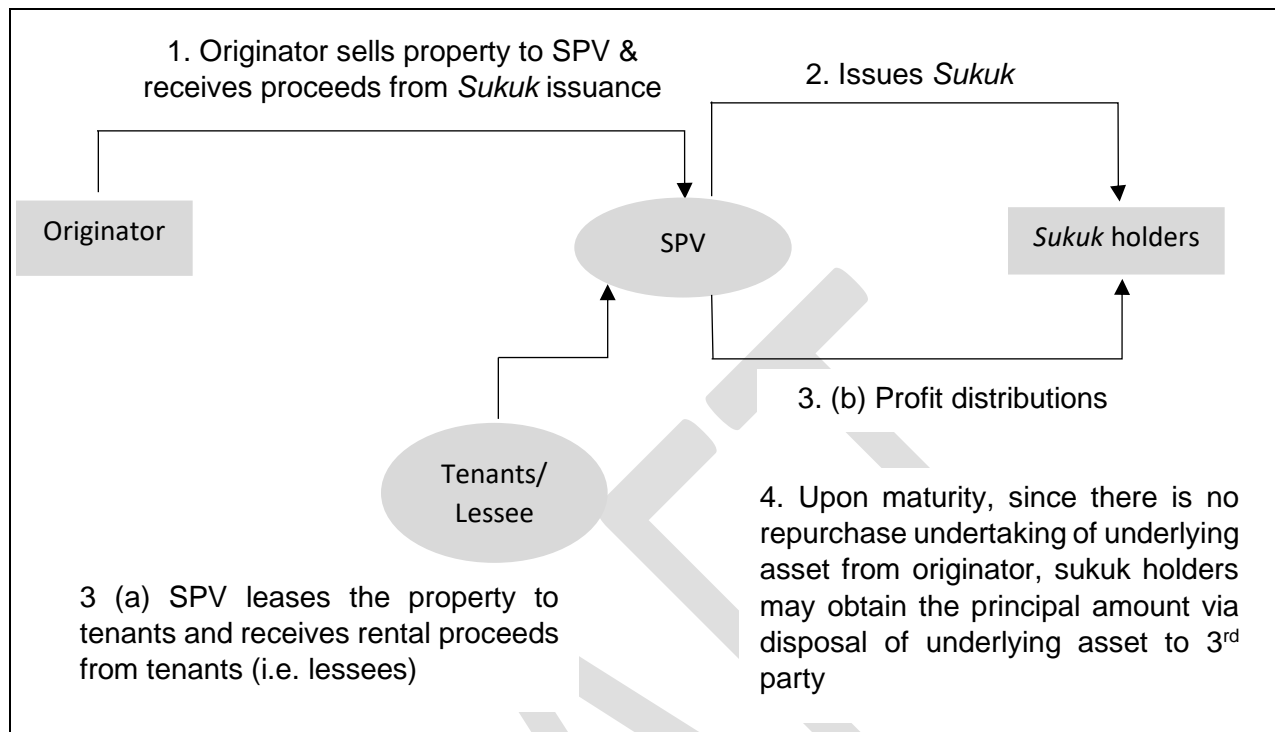 1. Originator sells property to SPV &
receives proceeds from Sukuk issuance
2. Issues Sukuk
Originator
SPV
Sukuk holders
3. (b) Profit distributions
Tenants/
Lessee
4. Upon maturity, since there is no
repurchase undertaking of underlying
asset from originator, sukuk holders
may obtain the principal amount via
disposal of underlying asset to 3rd
party
3 (a) SPV leases the property to
tenants and receives rental proceeds
from tenants (i.e. lessees)